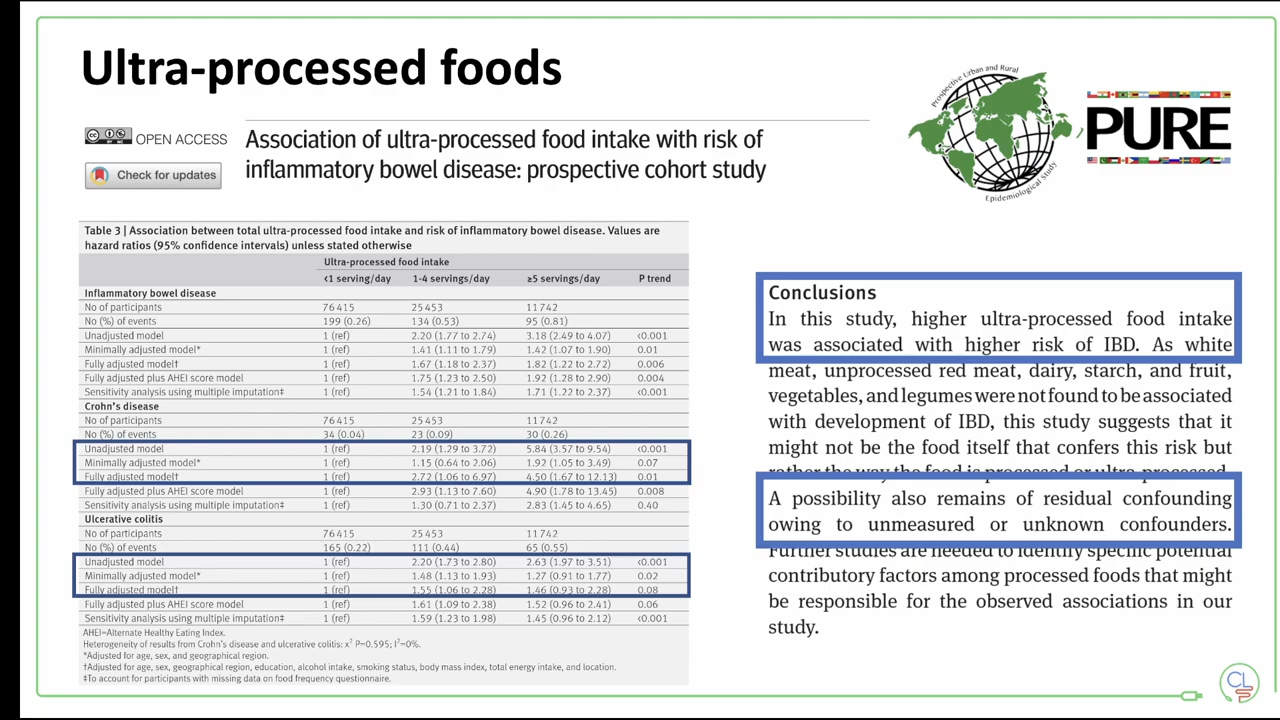 Ultra-processed foods
OPEN ACCESS
Check for updates
Association of ultra-processed food intake with risk of
inflammatory bowel disease: prospective cohort study
Prospective Urban and Rural
Epidemiological Study
PURE
Table 3 | Association between total ultra-processed food intake and risk of inflammatory bowel disease. Values are
hazard ratios (95% confidence intervals) unless stated otherwise
Ultra-processed food intake
<1 serving/day 1-4 servings/day ≥5 servings/day P trend
Inflammatory bowel disease
No of participants 76 415 25 453 11 742
No (%) of events 199 (0.26) 134 (0.53) 95 (0.81)
Unadjusted model 1 (ref) 2.20 (1.77 to 2.74) 3.18 (2.49 to 4.07) <0.001
Minimally adjusted model* 1 (ref) 1.41 (1.11 to 1.79) 1.42 (1.07 to 1.90) 0.01
Fully adjusted model† 1 (ref) 1.67 (1.18 to 2.37) 1.82 (1.22 to 2.72) 0.006
Fully adjusted plus AHEI score model 1 (ref) 1.75 (1.23 to 2.50) 1.92 (1.28 to 2.90) 0.004
Sensitivity analysis using multiple imputation‡ 1 (ref) 1.54 (1.21 to 1.84) 1.71 (1.22 to 2.37) <0.001
Crohn's disease
No of participants 76 415 25 453 11 742
No (%) of events 34 (0.04) 23 (0.09) 30 (0.26)
Unadjusted model 1 (ref) 2.19 (1.29 to 3.72) 5.84 (3.57 to 9.54) <0.001
Minimally adjusted model* 1 (ref) 1.15 (0.64 to 2.06) 1.92 (1.05 to 3.49) 0.07
Fully adjusted model† 1 (ref) 2.72 (1.06 to 6.97) 4.50 (1.67 to 12.13) 0.01
Fully adjusted plus AHEI score model 1 (ref) 2.93 (1.13 to 7.60) 4.90 (1.78 to 13.45) 0.008
Sensitivity analysis using multiple imputation‡ 1 (ref) 1.30 (0.71 to 2.37) 2.83 (1.45 to 4.65) 0.40
Ulcerative colitis
No of participants 76 415 25 453 11 742
No (%) of events 165 (0.22) 111 (0.44) 65 (0.55)
Unadjusted model 1 (ref) 2.20 (1.73 to 2.80) 2.63 (1.97 to 3.51) <0.001
Minimally adjusted model* 1 (ref) 1.48 (1.13 to 1.93) 1.27 (0.91 to 1.77) 0.02
Fully adjusted model† 1 (ref) 1.55 (1.06 to 2.28) 1.46 (0.93 to 2.28) 0.08
Fully adjusted plus AHEI score model 1 (ref) 1.61 (1.09 to 2.38) 1.52 (0.96 to 2.41) 0.06
Sensitivity analysis using multiple imputation‡ 1 (ref) 1.59 (1.23 to 1.98) 1.45 (0.96 to 2.12) <0.001
AHEI=Alternate Healthy Eating Index.
Heterogeneity of results from Crohn's disease and ulcerative colitis: x² P=0.595; I²=0%.
*Adjusted for age, sex, and geographical region.
†Adjusted for age, sex, geographical region, education, alcohol intake, smoking status, body mass index, total energy intake, and location.
‡To account for participants with missing data on food frequency questionnaire.
Conclusions
In this study, higher ultra-processed food intake
was associated with higher risk of IBD. As white
meat, unprocessed red meat, dairy, starch, and fruit,
vegetables, and legumes were not found to be associated
with development of IBD, this study suggests that it
might not be the food itself that confers this risk but
rather the way the food is processed or ultra-processed.
A possibility also remains of residual confounding
owing to unmeasured or unknown confounders.
Further studies are needed to identify specific potential
contributory factors among processed foods that might
be responsible for the observed associations in our
study.
CL